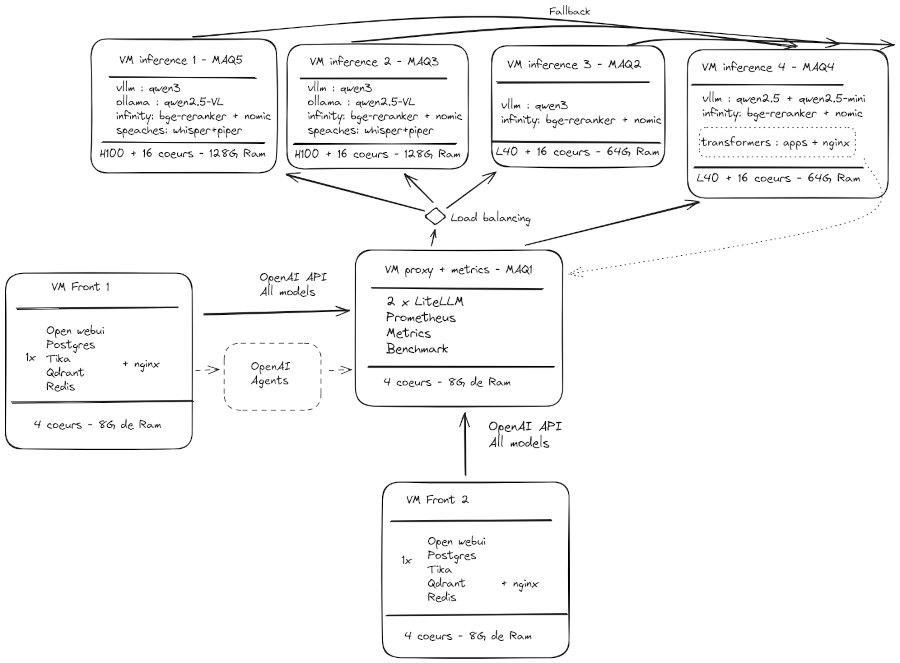 Fallback
VM inference 1 - MAQ5
vllm : qwen3
ollama : qwen2.5-VL
infinity: bge-reranker + nomic
speaches: whisper+piper
H100 + 16 coeurs - 128G Ram
VM inference 2 - MAQ3
vllm : qwen3
ollama : qwen2.5-VL
infinity: bge-reranker + nomic
speaches: whisper+piper
H100 + 16 coeurs - 128G Ram
VM inference 3 - MAQ2
vllm : qwen3
infinity: bge-reranker + nomic
L40 + 16 coeurs - 64G Ram
VM inference 4 - MAQ4
vllm : qwen2.5 + qwen2.5-mini
infinity: bge-reranker + nomic
transformers : apps + nginx
L40 + 16 coeurs - 64G Ram
Load balancing
VM proxy + metrics - MAQ1
2 x LiteLLM
Prometheus
Metrics
Benchmark
4 coeurs - 8G de Ram
VM Front 1
Open webui
Postgres
1x Tika
Qdrant
+ nginx
Redis
4 coeurs - 8G de Ram
OpenAI API
All models
OpenAI
Agents
OpenAI API
All models
VM Front 2
Open webui
1x Postgres
Tika
Qdrant + nginx
Redis
4 coeurs - 8G de Ram